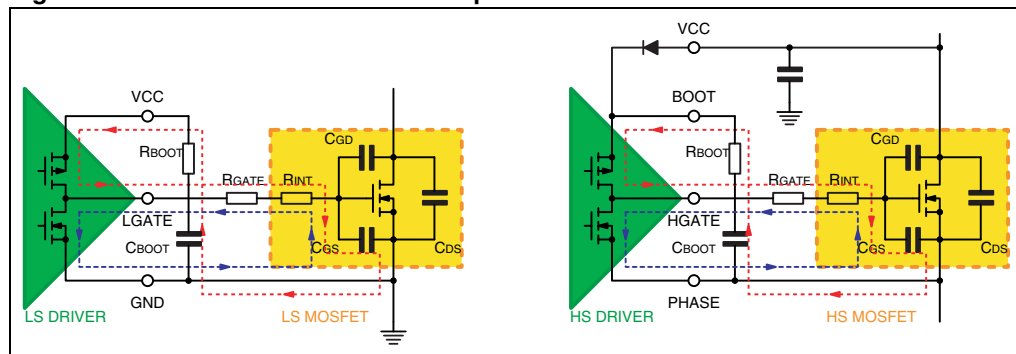 VCC
RBOOT
CGD
RGATE
RINT
LGATE
CBOOT
CGS
CDS
GND
LS DRIVER
LS MOSFET
VCC
BOOT
RBOOT
CGD
RGATE
RINT
HGATE
CBOOT
CGS
CDS
PHASE
HS DRIVER
HS MOSFET